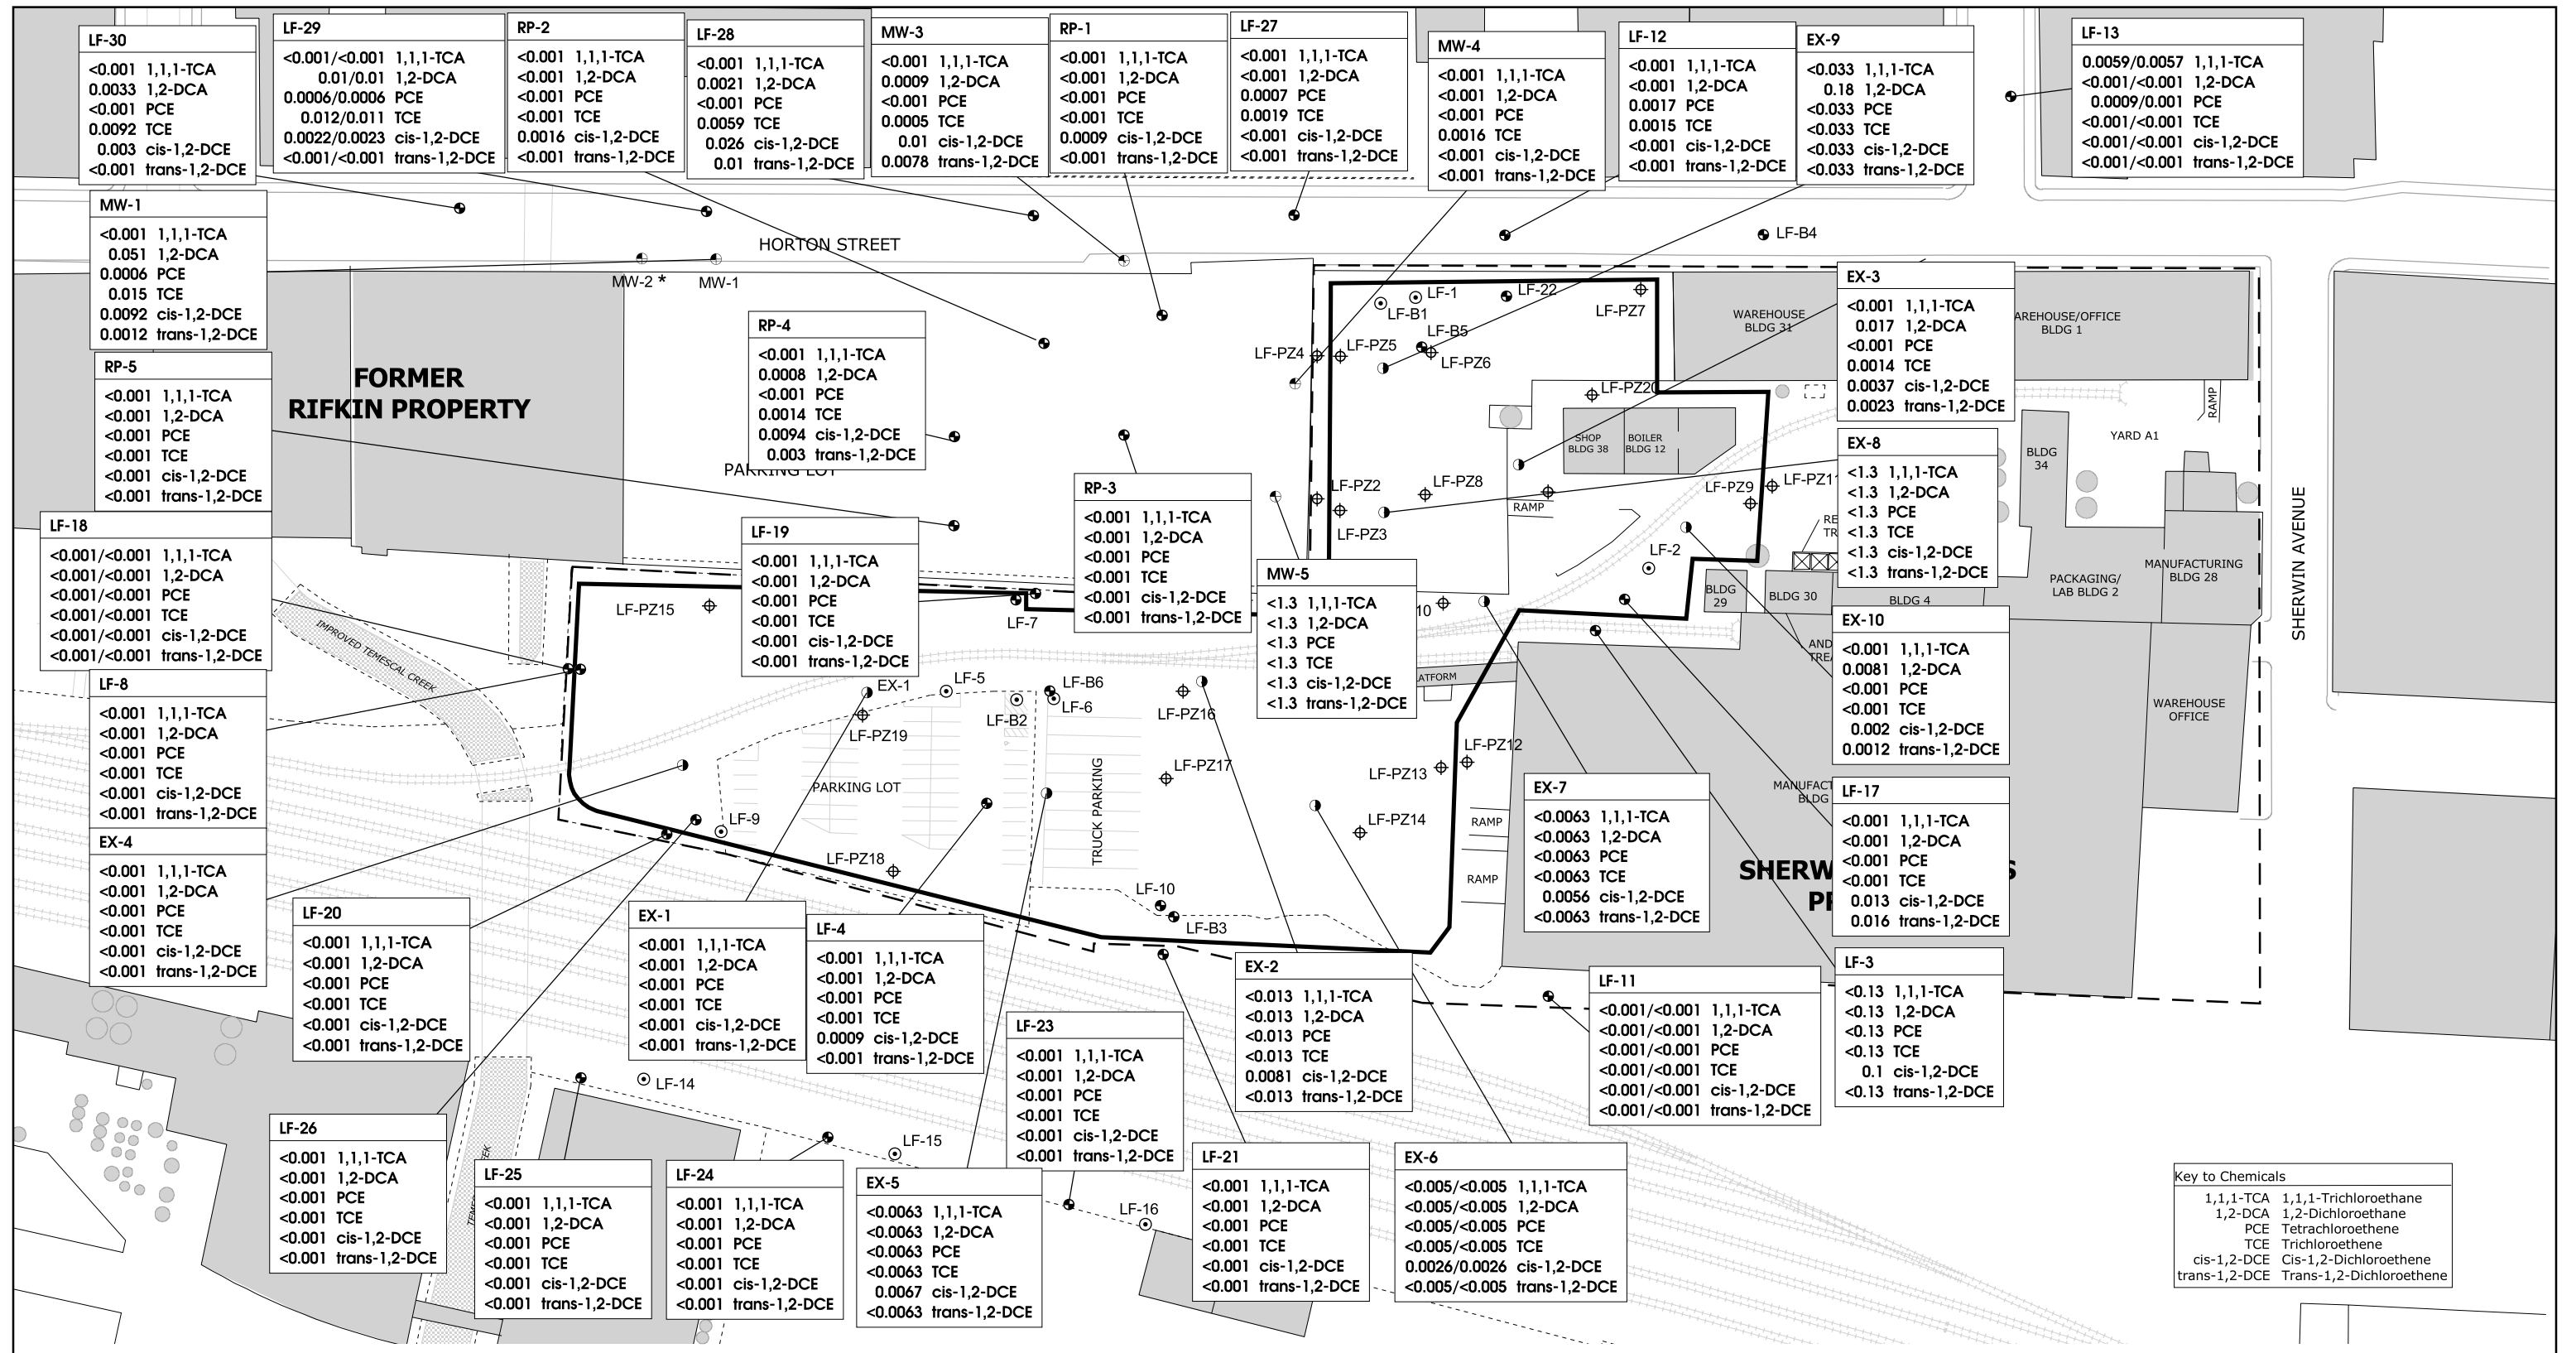 LF-30
<0.001 1,1,1-TCA
0.0033 1,2-DCA
<0.001 PCE
0.0092 TCE
0.003 cis-1,2-DCE
<0.001 trans-1,2-DCE
LF-29
<0.001/<0.001 1,1,1-TCA
0.01/0.01 1,2-DCA
0.0006/0.0006 PCE
0.012/0.011 TCE
0.0022/0.0023 cis-1,2-DCE
<0.001/<0.001 trans-1,2-DCE
RP-2
<0.001 1,1,1-TCA
<0.001 1,2-DCA
<0.001 PCE
<0.001 TCE
0.0016 cis-1,2-DCE
<0.001 trans-1,2-DCE
LF-28
<0.001 1,1,1-TCA
0.0021 1,2-DCA
<0.001 PCE
0.0059 TCE
0.026 cis-1,2-DCE
0.01 trans-1,2-DCE
MW-3
<0.001 1,1,1-TCA
0.0009 1,2-DCA
<0.001 PCE
0.0005 TCE
0.01 cis-1,2-DCE
0.0078 trans-1,2-DCE
RP-1
<0.001 1,1,1-TCA
<0.001 1,2-DCA
<0.001 PCE
<0.001 TCE
0.0009 cis-1,2-DCE
<0.001 trans-1,2-DCE
LF-27
<0.001 1,1,1-TCA
<0.001 1,2-DCA
0.0007 PCE
0.0019 TCE
<0.001 cis-1,2-DCE
<0.001 trans-1,2-DCE
MW-4
<0.001 1,1,1-TCA
<0.001 1,2-DCA
<0.001 PCE
0.0016 TCE
<0.001 cis-1,2-DCE
<0.001 trans-1,2-DCE
LF-12
<0.001 1,1,1-TCA
<0.001 1,2-DCA
0.0017 PCE
0.0015 TCE
<0.001 cis-1,2-DCE
<0.001 trans-1,2-DCE
EX-9
<0.033 1,1,1-TCA
0.18 1,2-DCA
<0.033 PCE
<0.033 TCE
<0.033 cis-1,2-DCE
<0.033 trans-1,2-DCE
LF-13
0.0059/0.0057 1,1,1-TCA
<0.001/<0.001 1,2-DCA
0.0009/0.001 PCE
<0.001/<0.001 TCE
<0.001/<0.001 cis-1,2-DCE
<0.001/<0.001 trans-1,2-DCE
MW-1
<0.001 1,1,1-TCA
0.051 1,2-DCA
0.0006 PCE
0.015 TCE
0.0092 cis-1,2-DCE
0.0012 trans-1,2-DCE
HORTON STREET
LF-B4
MW-2 *
MW-1
RP-5
<0.001 1,1,1-TCA
<0.001 1,2-DCA
<0.001 PCE
<0.001 TCE
<0.001 cis-1,2-DCE
<0.001 trans-1,2-DCE
FORMER
RIFKIN PROPERTY
RP-4
<0.001 1,1,1-TCA
0.0008 1,2-DCA
<0.001 PCE
0.0014 TCE
0.0094 cis-1,2-DCE
0.003 trans-1,2-DCE
PARKING LOT
LF-1
LF-B1
LF-22
LF-PZ7
LF-B5
LF-PZ4
LF-PZ5
LF-PZ6
LF-PZ20
WAREHOUSE
BLDG 31
AREHOUSE/OFFICE
BLDG 1
EX-3
<0.001 1,1,1-TCA
0.017 1,2-DCA
<0.001 PCE
0.0014 TCE
0.0037 cis-1,2-DCE
0.0023 trans-1,2-DCE
RAMP
YARD A1
SHOP
BLDG 38
BOILER
BLDG 12
BLDG
34
EX-8
<1.3 1,1,1-TCA
<1.3 1,2-DCA
<1.3 PCE
<1.3 TCE
<1.3 cis-1,2-DCE
<1.3 trans-1,2-DCE
LF-PZ2
LF-PZ8
LF-PZ3
RAMP
LF-PZ9
LF-PZ11
RE
TR
LF-2
SHERWIN AVENUE
LF-18
<0.001/<0.001 1,1,1-TCA
<0.001/<0.001 1,2-DCA
<0.001/<0.001 PCE
<0.001/<0.001 TCE
<0.001/<0.001 cis-1,2-DCE
<0.001/<0.001 trans-1,2-DCE
LF-19
<0.001 1,1,1-TCA
<0.001 1,2-DCA
<0.001 PCE
<0.001 TCE
<0.001 cis-1,2-DCE
<0.001 trans-1,2-DCE
RP-3
<0.001 1,1,1-TCA
<0.001 1,2-DCA
<0.001 PCE
<0.001 TCE
<0.001 cis-1,2-DCE
<0.001 trans-1,2-DCE
MW-5
<1.3 1,1,1-TCA
<1.3 1,2-DCA
<1.3 PCE
<1.3 TCE
<1.3 cis-1,2-DCE
<1.3 trans-1,2-DCE
10
BLDG
29
BLDG 30
BLDG 4
PACKAGING/
LAB BLDG 2
MANUFACTURING
BLDG 28
LF-PZ15
LF-7
IMPROVED TEMESCAL CREEK
LF-8
<0.001 1,1,1-TCA
<0.001 1,2-DCA
<0.001 PCE
<0.001 TCE
<0.001 cis-1,2-DCE
<0.001 trans-1,2-DCE
EX-10
<0.001 1,1,1-TCA
0.0081 1,2-DCA
<0.001 PCE
<0.001 TCE
0.002 cis-1,2-DCE
0.0012 trans-1,2-DCE
AND
TREA
ATFORM
EX-1
LF-5
LF-B6
LF-6
LF-B2
LF-PZ16
LF-PZ19
LF-PZ17
LF-PZ12
LF-PZ13
LF-PZ14
WAREHOUSE
OFFICE
PARKING LOT
TRUCK PARKING
LF-9
LF-PZ18
LF-10
LF-B3
RAMP
RAMP
EX-7
<0.0063 1,1,1-TCA
<0.0063 1,2-DCA
<0.0063 PCE
<0.0063 TCE
0.0056 cis-1,2-DCE
<0.0063 trans-1,2-DCE
MANUFACT
BLDG
LF-17
<0.001 1,1,1-TCA
<0.001 1,2-DCA
<0.001 PCE
<0.001 TCE
0.013 cis-1,2-DCE
0.016 trans-1,2-DCE
SHERW S
PR
EX-4
<0.001 1,1,1-TCA
<0.001 1,2-DCA
<0.001 PCE
<0.001 TCE
<0.001 cis-1,2-DCE
<0.001 trans-1,2-DCE
LF-20
<0.001 1,1,1-TCA
<0.001 1,2-DCA
<0.001 PCE
<0.001 TCE
<0.001 cis-1,2-DCE
<0.001 trans-1,2-DCE
EX-1
<0.001 1,1,1-TCA
<0.001 1,2-DCA
<0.001 PCE
<0.001 TCE
<0.001 cis-1,2-DCE
<0.001 trans-1,2-DCE
LF-4
<0.001 1,1,1-TCA
<0.001 1,2-DCA
<0.001 PCE
<0.001 TCE
0.0009 cis-1,2-DCE
<0.001 trans-1,2-DCE
EX-2
<0.013 1,1,1-TCA
<0.013 1,2-DCA
<0.013 PCE
<0.013 TCE
0.0081 cis-1,2-DCE
<0.013 trans-1,2-DCE
LF-11
<0.001/<0.001 1,1,1-TCA
<0.001/<0.001 1,2-DCA
<0.001/<0.001 PCE
<0.001/<0.001 TCE
<0.001/<0.001 cis-1,2-DCE
<0.001/<0.001 trans-1,2-DCE
LF-3
<0.13 1,1,1-TCA
<0.13 1,2-DCA
<0.13 PCE
<0.13 TCE
0.1 cis-1,2-DCE
<0.13 trans-1,2-DCE
LF-23
<0.001 1,1,1-TCA
<0.001 1,2-DCA
<0.001 PCE
<0.001 TCE
<0.001 cis-1,2-DCE
<0.001 trans-1,2-DCE
LF-14
LF-15
LF-16
LF-26
<0.001 1,1,1-TCA
<0.001 1,2-DCA
<0.001 PCE
<0.001 TCE
<0.001 cis-1,2-DCE
<0.001 trans-1,2-DCE
LF-25
<0.001 1,1,1-TCA
<0.001 1,2-DCA
<0.001 PCE
<0.001 TCE
<0.001 cis-1,2-DCE
<0.001 trans-1,2-DCE
LF-24
<0.001 1,1,1-TCA
<0.001 1,2-DCA
<0.001 PCE
<0.001 TCE
<0.001 cis-1,2-DCE
<0.001 trans-1,2-DCE
EX-5
<0.0063 1,1,1-TCA
<0.0063 1,2-DCA
<0.0063 PCE
<0.0063 TCE
0.0067 cis-1,2-DCE
<0.0063 trans-1,2-DCE
LF-21
<0.001 1,1,1-TCA
<0.001 1,2-DCA
<0.001 PCE
<0.001 TCE
<0.001 cis-1,2-DCE
<0.001 trans-1,2-DCE
EX-6
<0.005/<0.005 1,1,1-TCA
<0.005/<0.005 1,2-DCA
<0.005/<0.005 PCE
<0.005/<0.005 TCE
0.0026/0.0026 cis-1,2-DCE
<0.005/<0.005 trans-1,2-DCE
Key to Chemicals
1,1,1-TCA 1,1,1-Trichloroethane
1,2-DCA 1,2-Dichloroethane
PCE Tetrachloroethene
TCE Trichloroethene
cis-1,2-DCE Cis-1,2-Dichloroethene
trans-1,2-DCE Trans-1,2-Dichloroethene